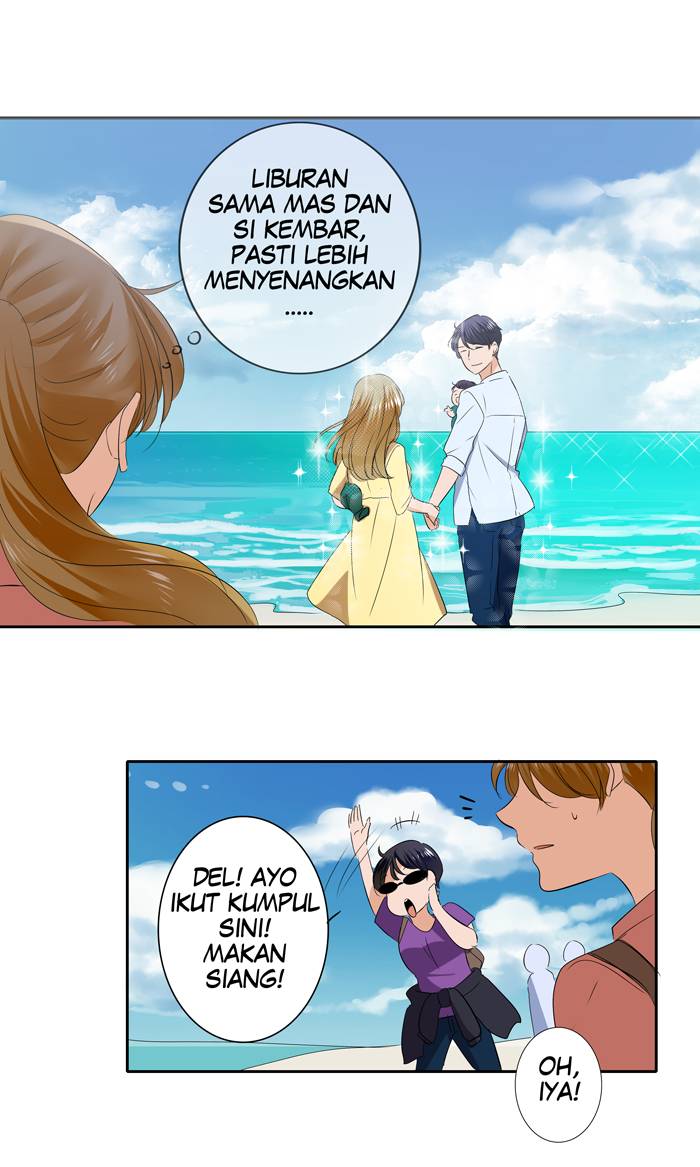 LIBURAN
SAMA MAS DAN
SI KEMBAR,
PASTI LEBIH
MENYENANGKAN
.....
DEL! AYO
IKUT KUMPUL
SINI!
MAKAN
SIANG!
OH,
IYA!